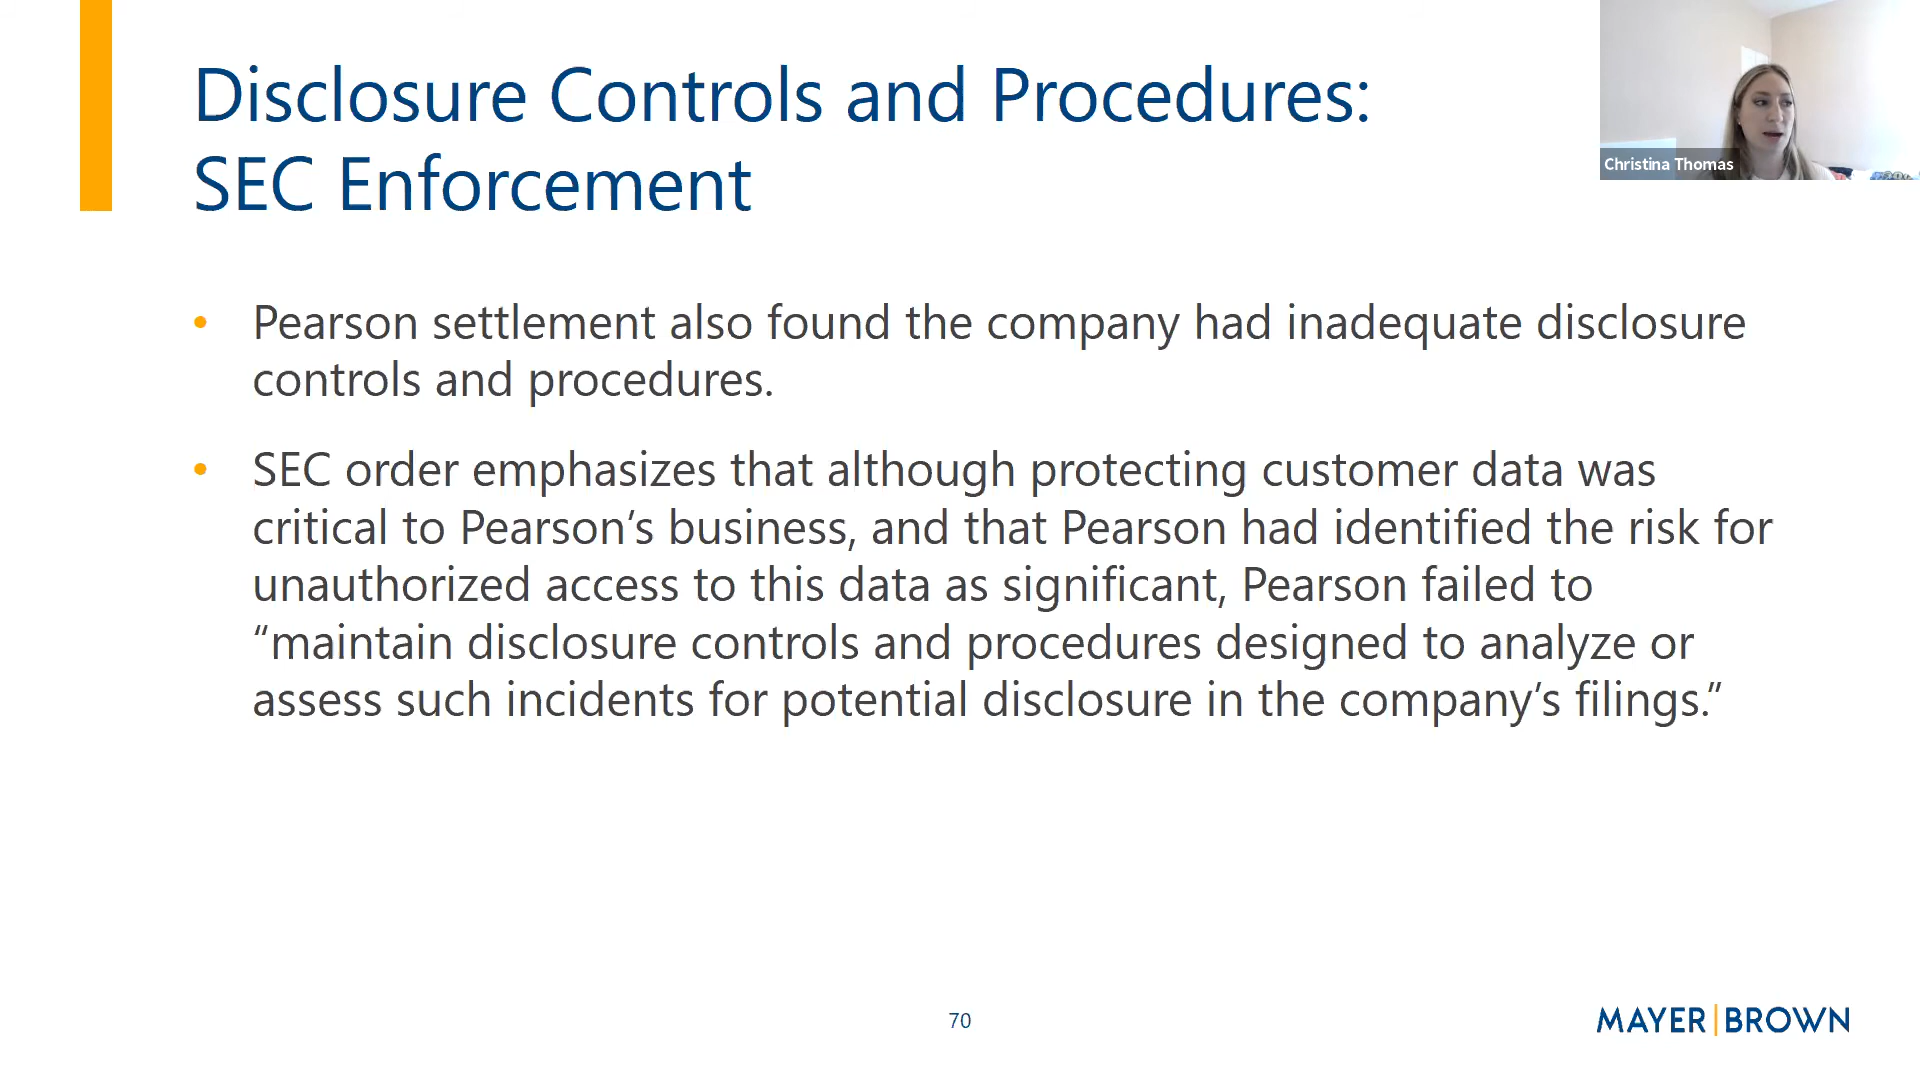 Disclosure Controls and Procedures:
SEC Enforcement
Christina Thomas
• Pearson settlement also found the company had inadequate disclosure
controls and procedures.
• SEC order emphasizes that although protecting customer data was
critical to Pearson’s business, and that Pearson had identified the risk for
unauthorized access to this data as significant, Pearson failed to
“maintain disclosure controls and procedures designed to analyze or
assess such incidents for potential disclosure in the company’s filings.”
70
MAYER|BROWN